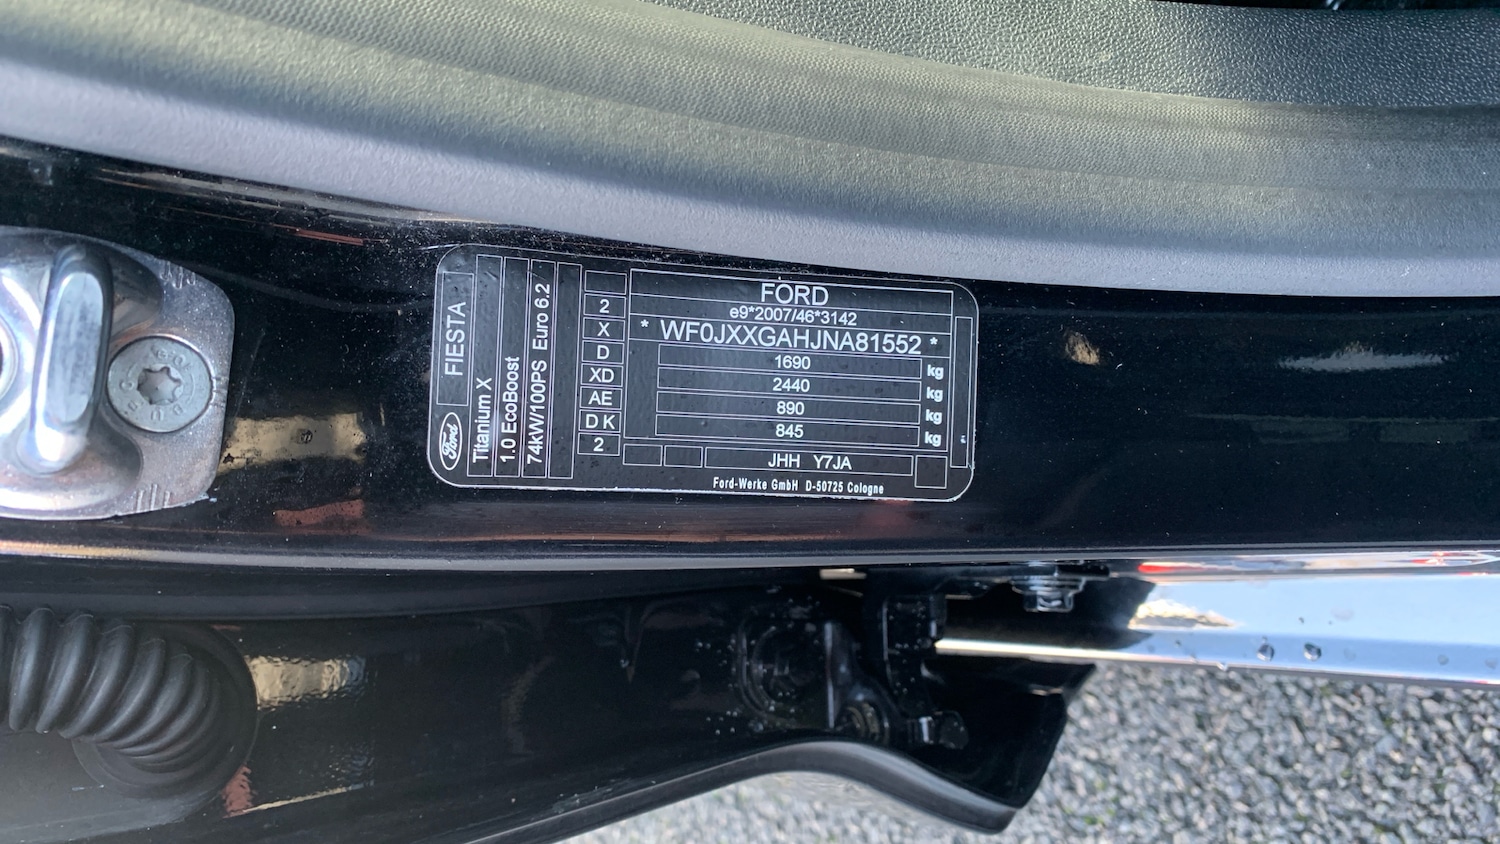 FORD
e9*2007/46*3142
* WF0JXXGAHJNA81552 *
1690 kg
2440 kg
890 kg
845 kg
JHH Y7JA
Ford-Werke GmbH D-50725 Cologne
2
X
D
XD
AE
D K
2
Ford
FIESTA
Titanium X
1.0 EcoBoost
74kW/100PS Euro 6.2